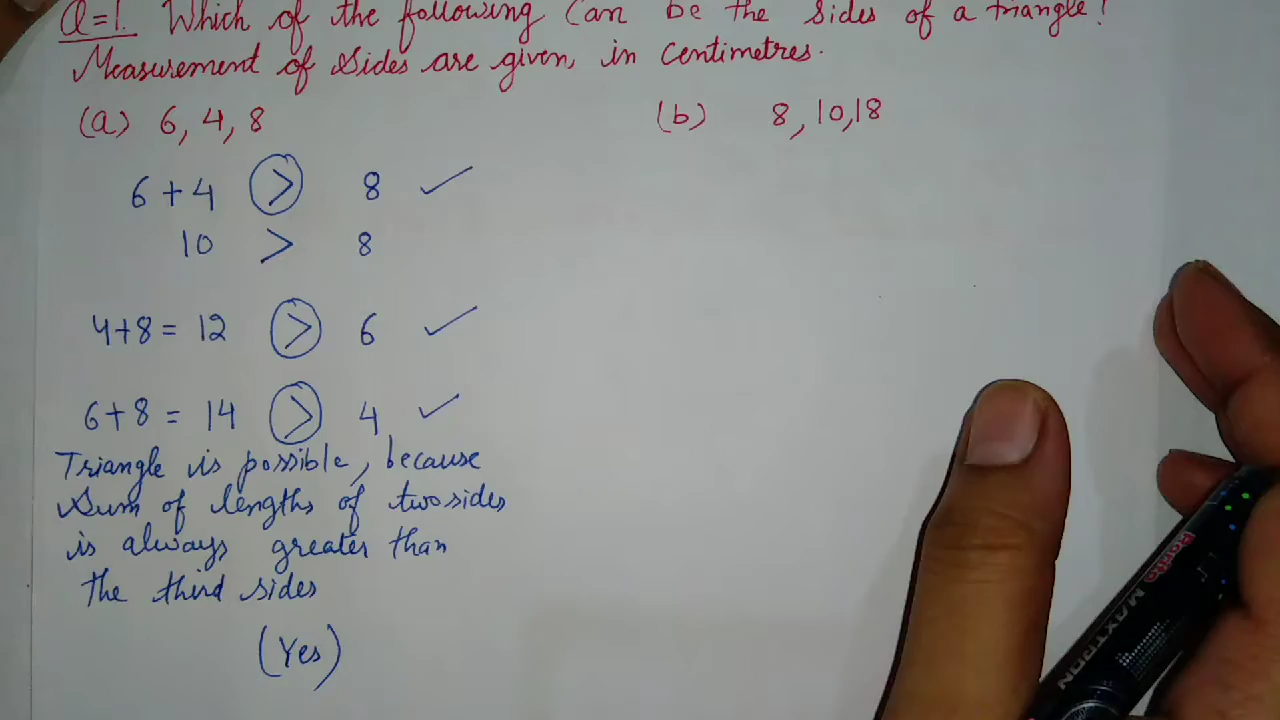 Q=1. Which of the following Can be the Sides of a triangle?
Measurement of Sides are given, in Centimetres.
(a) 6, 4, 8
(b) 8, 10, 18
6 + 4 > 8 ✓
10 > 8
4+8 = 12 > 6 ✓
6+8 = 14 > 4 ✓
Triangle is possible, because
Sum of lengths of two sides
is always greater than
the third sides
(Yes)
MAXTRON